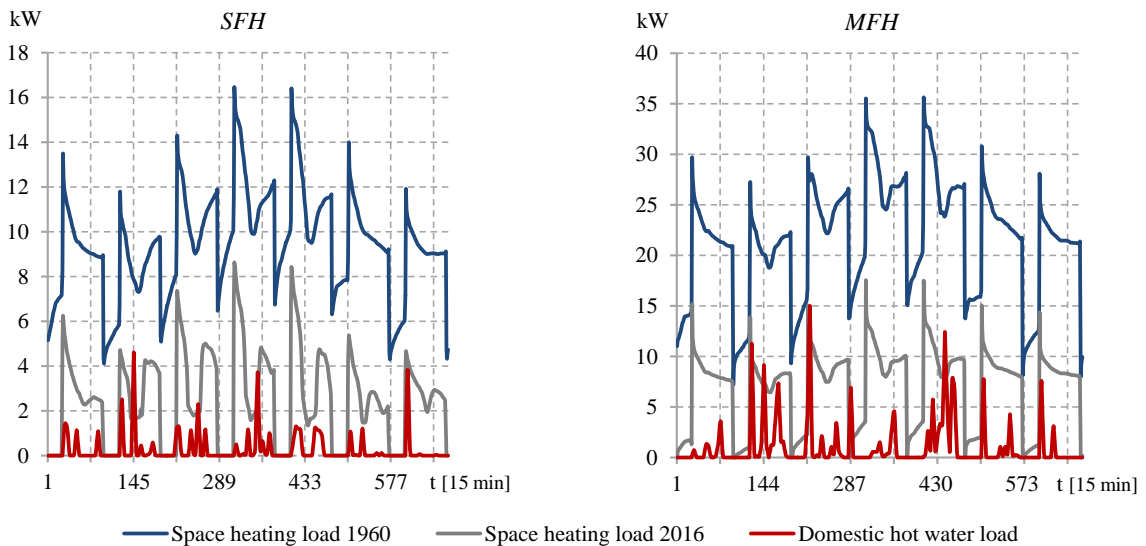 kW
SFH
18
16
14
12
10
8
6
4
2
0
1 145 289 433 577 t [15 min]
kW
MFH
40
35
30
25
20
15
10
5
0
1 144 287 430 573 t [15 min]
Space heating load 1960 Space heating load 2016 Domestic hot water load